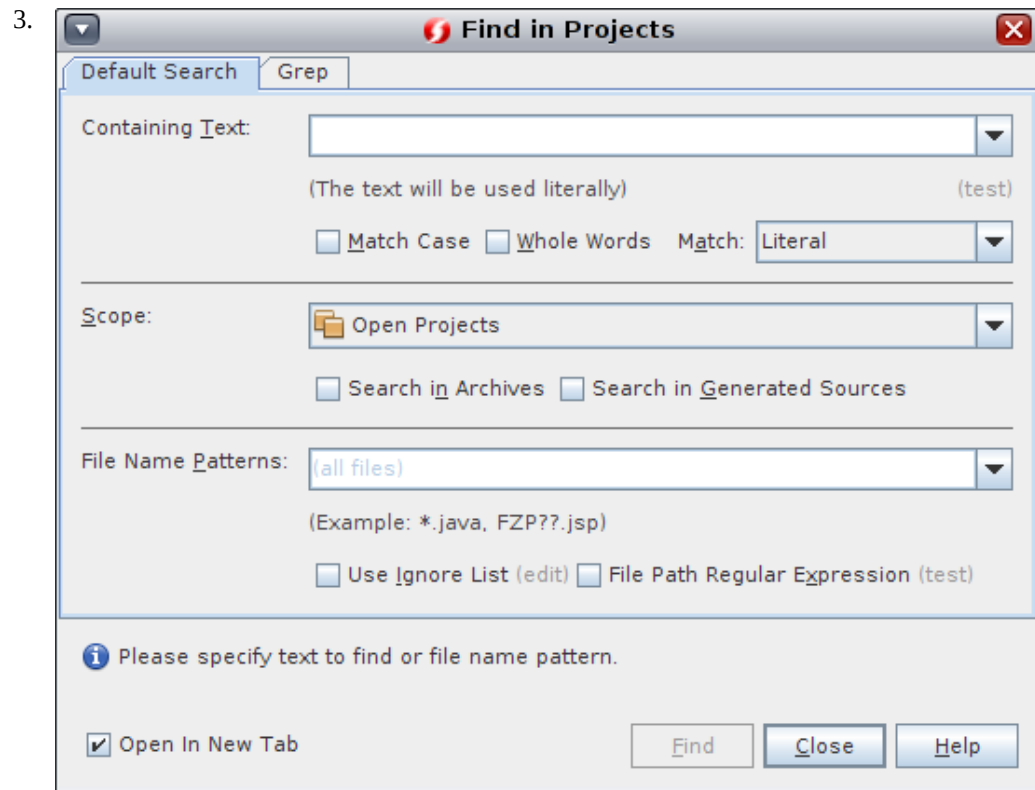 3.
Find in Projects
Default Search Grep
Containing Text:
(The text will be used literally) (test)
Match Case Whole Words Match: Literal
Scope: Open Projects
Search in Archives Search in Generated Sources
File Name Patterns: (all files)
(Example: *.java, FZP??.jsp)
Use Ignore List (edit) File Path Regular Expression (test)
Please specify text to find or file name pattern.
Open In New Tab Find Close Help